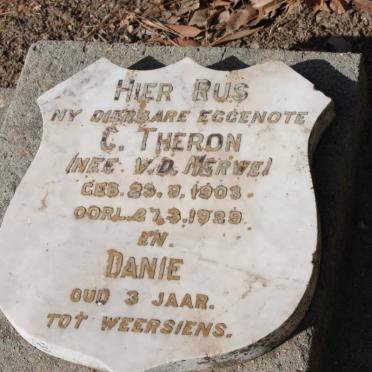 HIER RUS
MY DIERBARE EGGENOTE
C. THERON
(NEE V.D. MERWE)
GEB. 29.9.1903
OORL. 27.3.1929
EN.
DANIE
OUD 3 JAAR.
TOT WEERSIENS.